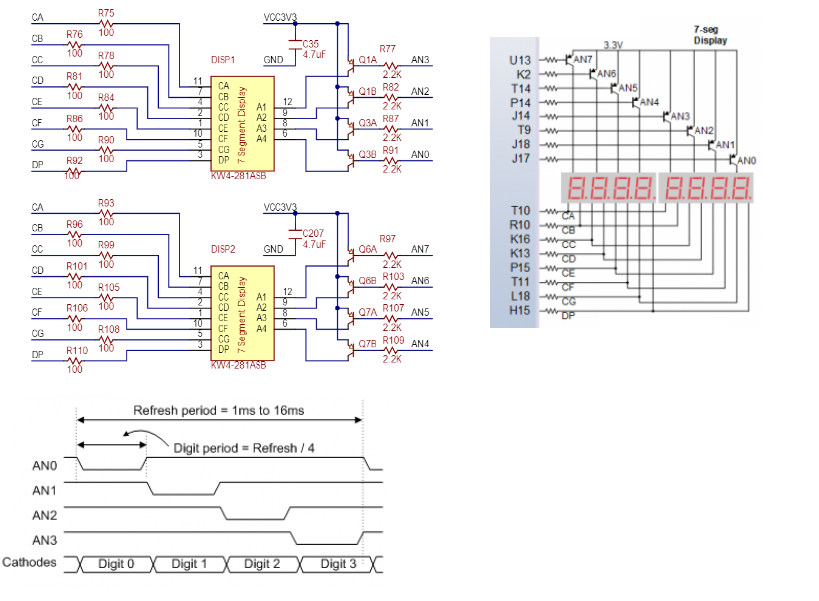 CA R75 100
CB R76 100
CC R78 100
CD R81 100
CE R84 100
CF R86 100
CG R90 100
DP R92 100
DISP1
11 CA
7 CB
4 CC
2 CD
1 CE
10 CF
5 CG
3 DP
7 Segment Display
A1 12
A2 9
A3 8
A4 6
KW4-281ASB
VCC3V3
C35
4.7uF
GND
Q1A R77 2.2K AN3
Q1B R82 2.2K AN2
Q3A R87 2.2K AN1
Q3B R91 2.2K AN0
CA R93 100
CB R96 100
CC R99 100
CD R101 100
CE R105 100
CF R106 100
CG R108 100
DP R110 100
DISP2
11 CA
7 CB
4 CC
2 CD
1 CE
10 CF
5 CG
3 DP
7 Segment Display
A1 12
A2 9
A3 8
A4 6
KW4-281ASB
VCC3V3
C207
4.7uF
GND
Q6A R97 2.2K AN7
Q6B R103 2.2K AN6
Q7A R107 2.2K AN5
Q7B R109 2.2K AN4
7-seg
Display
3.3V
U13 AN7
K2 AN6
T14 AN5
P14 AN4
J14 AN3
T9 AN2
J18 AN1
J17 AN0
8.8.8.8. 8.8.8.8.
T10 CA
R10 CB
K16 CC
K13 CD
P15 CE
T11 CF
L18 CG
H15 DP
Refresh period = 1ms to 16ms
Digit period = Refresh / 4
AN0
AN1
AN2
AN3
Cathodes Digit 0 Digit 1 Digit 2 Digit 3